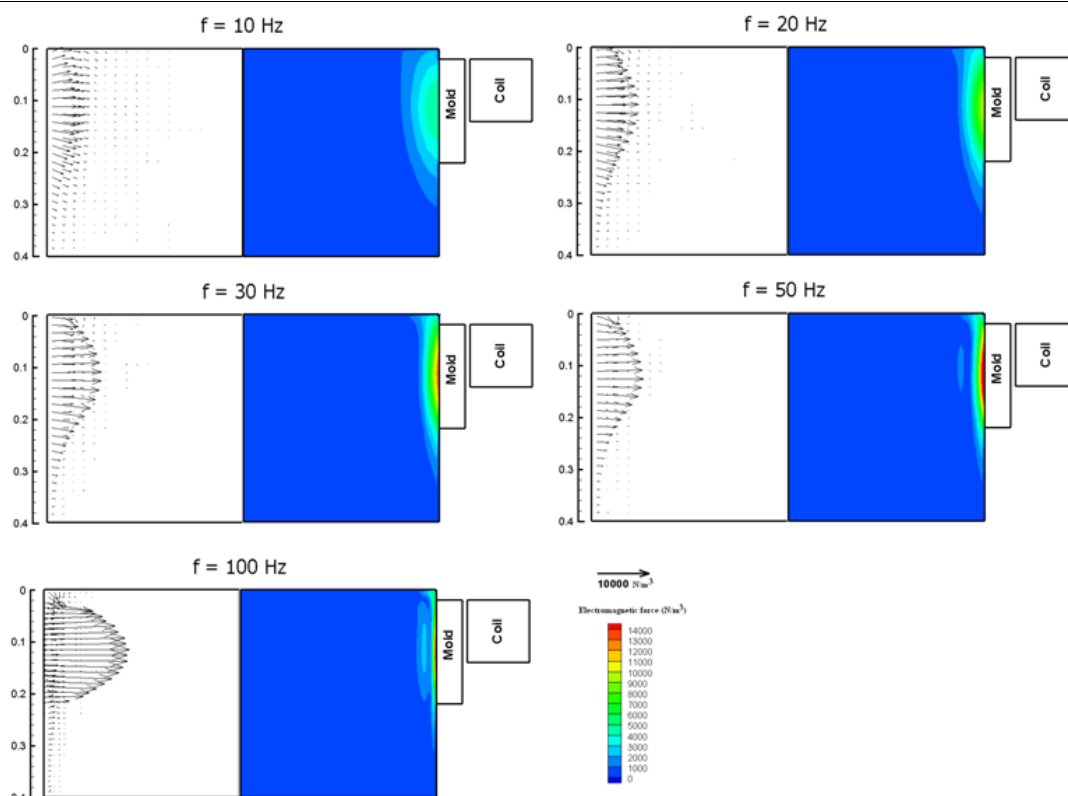 f = 10 Hz
0
0.1
0.2
0.3
0.4
Mold
Coil
f = 20 Hz
0
0.1
0.2
0.3
0.4
Mold
Coil
f = 30 Hz
0
0.1
0.2
0.3
0.4
Mold
Coil
f = 50 Hz
0
0.1
0.2
0.3
0.4
Mold
Coil
f = 100 Hz
0
0.1
0.2
0.3
0.4
Mold
Coil
10000 N/m³
Electromagnetic force (N/m³)
14000
13000
12000
11000
10000
9000
8000
7000
6000
5000
4000
3000
2000
1000
0